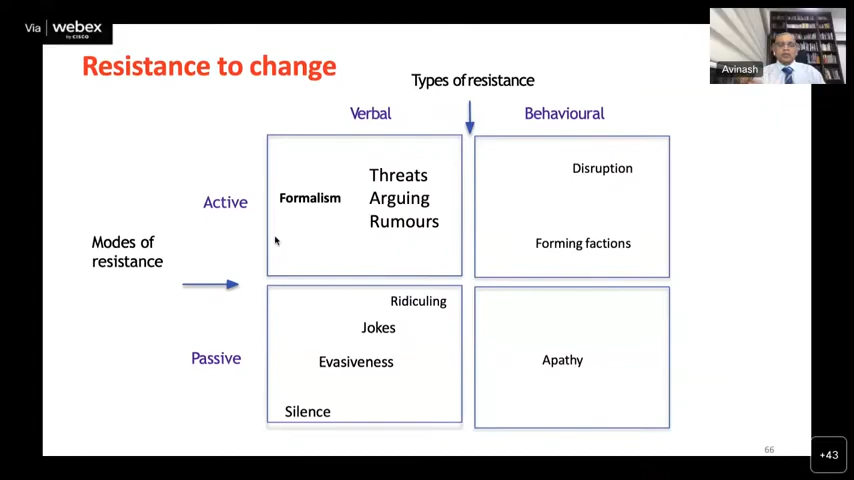 Via webex
by CISCO
Avinash
Resistance to change
Types of resistance
Verbal
Behavioural
Active
Formalism
Threats
Arguing
Rumours
Disruption
Forming factions
Modes of
resistance
Passive
Ridiculing
Jokes
Evasiveness
Silence
Apathy
66
+43